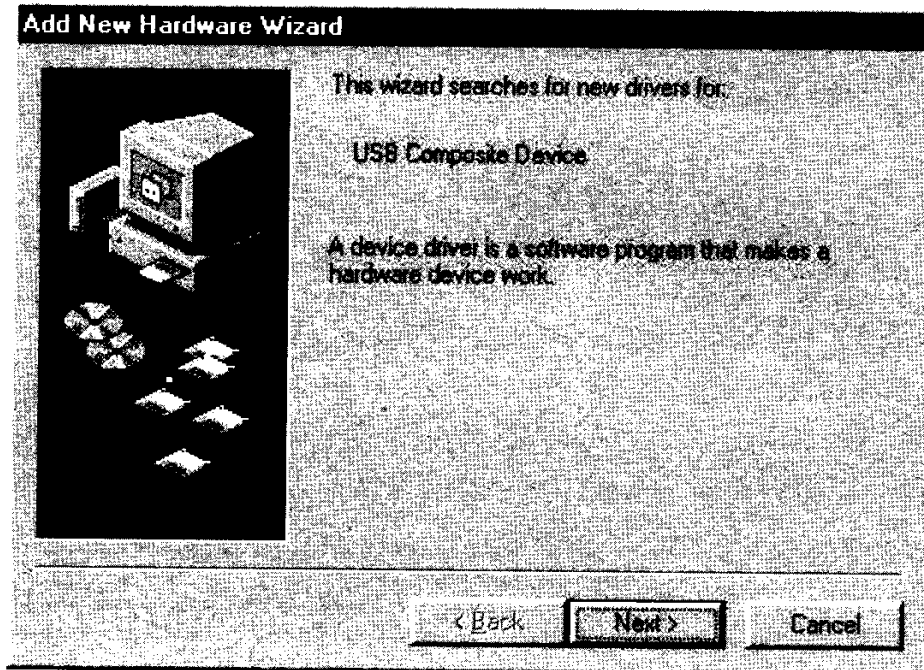 Add New Hardware Wizard
This wizard searches for new drivers for:
USB Composite Device
A device driver is a software program that makes a
hardware device work.
< Back
Next >
Cancel